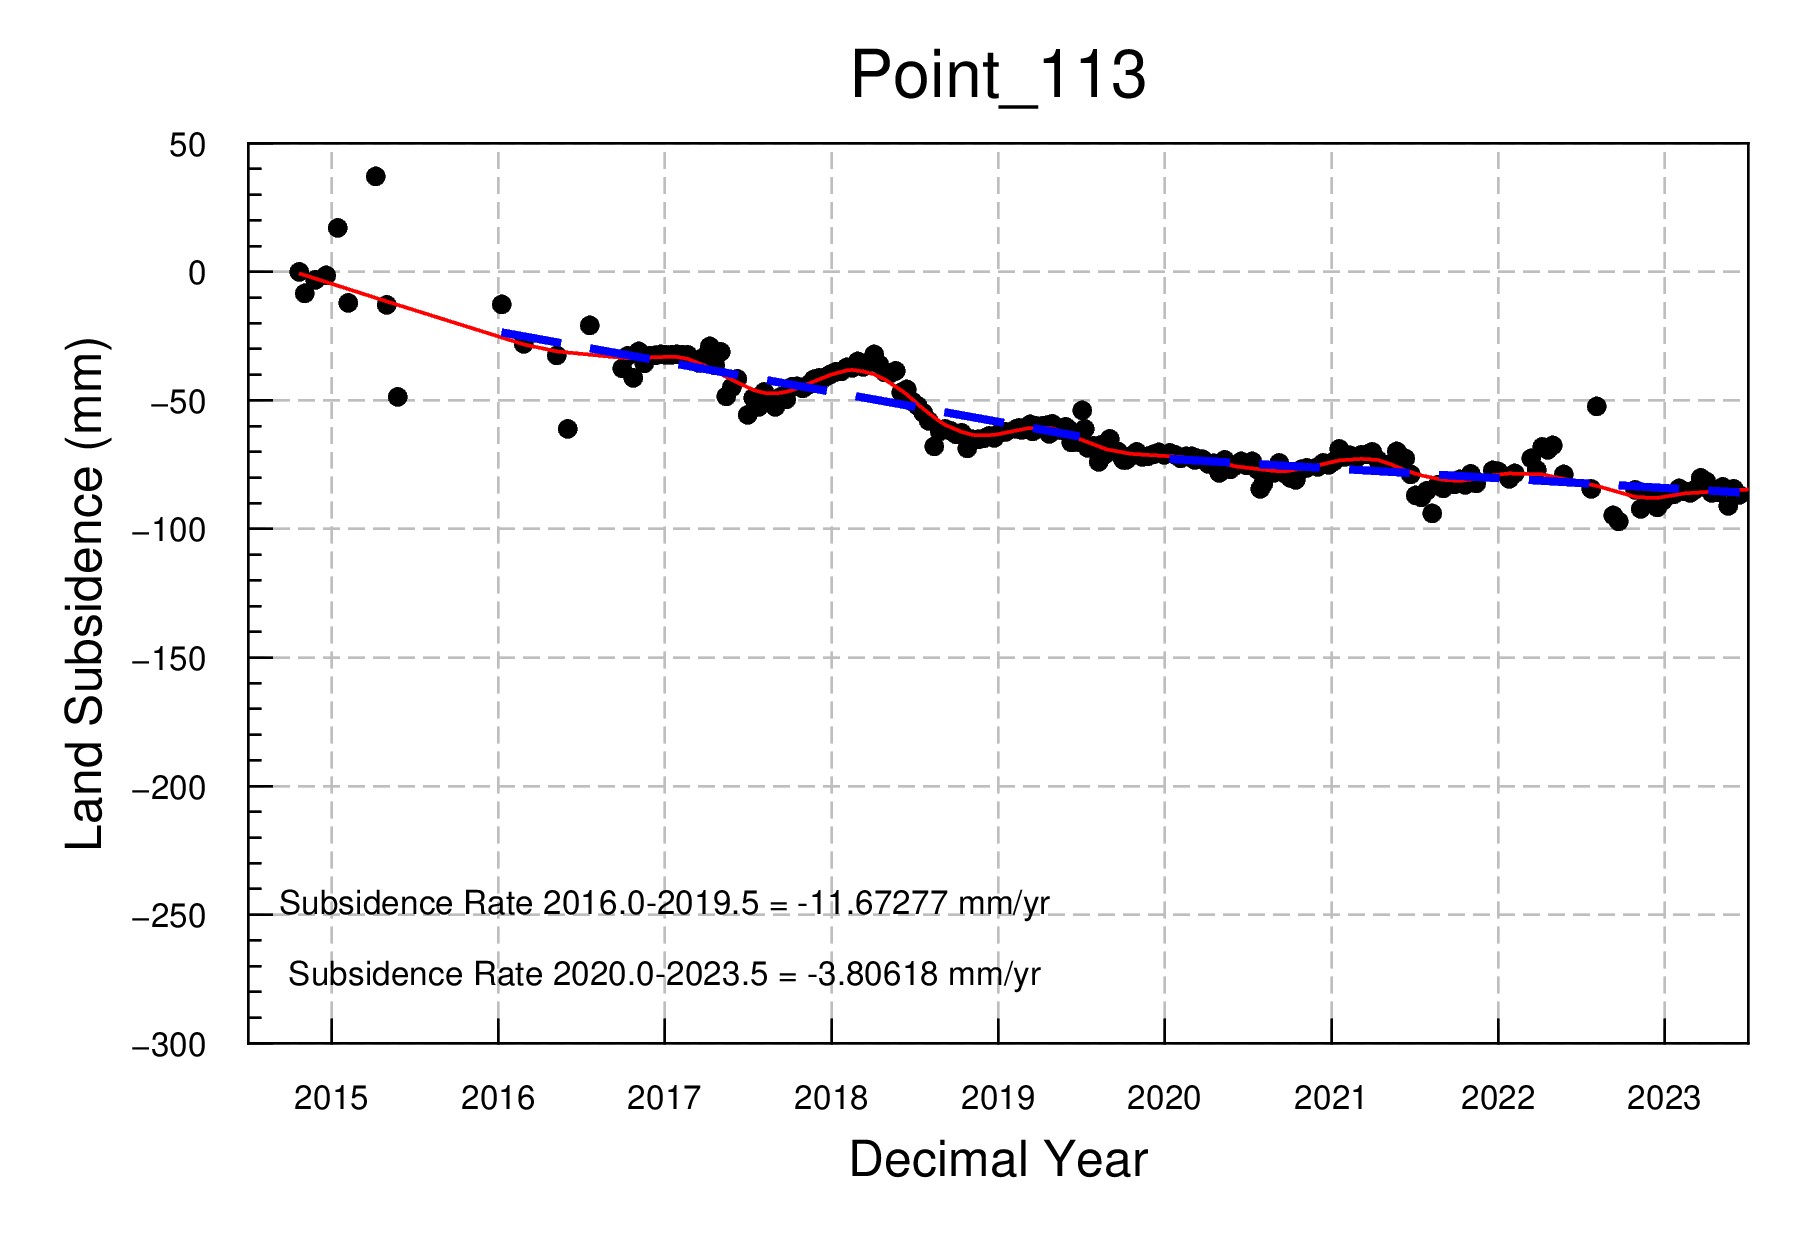 Point_113
50
0
−50
−100
−150
−200
−250
−300
Land Subsidence (mm)
Subsidence Rate 2016.0-2019.5 = -11.67277 mm/yr
Subsidence Rate 2020.0-2023.5 = -3.80618 mm/yr
2015 2016 2017 2018 2019 2020 2021 2022 2023
Decimal Year